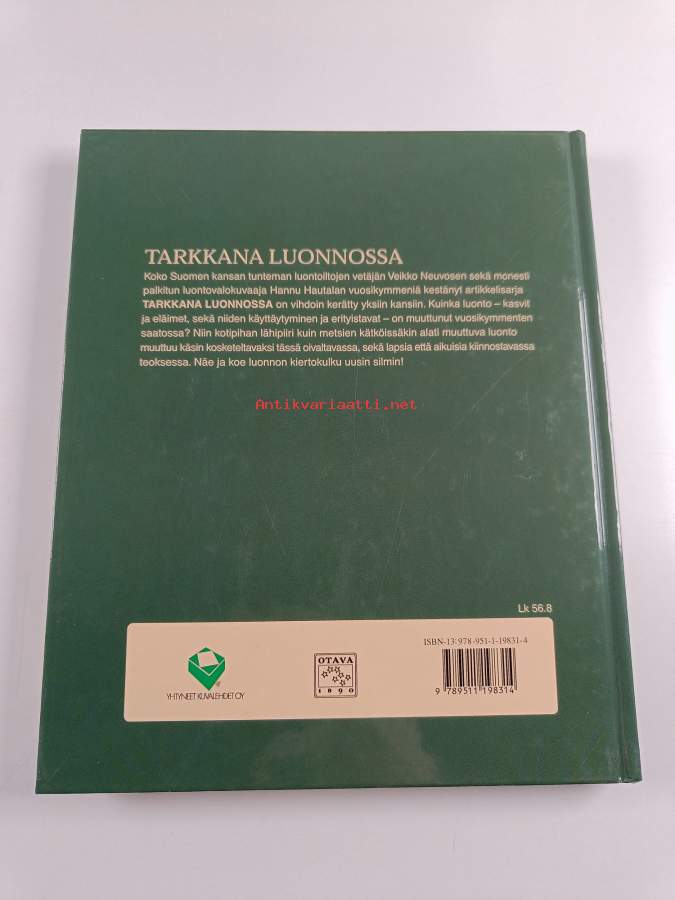 TARKKANA LUONNOSSA
Koko Suomen kansan tunteman luontoiltojen vetäjän Veikko Neuvosen sekä monesti
palkitun luontovalokuvaaja Hannu Hautalan vuosikymmeniä kestänyt artikkelisarja
TARKKANA LUONNOSSA on vihdoin kerätty yksiin kansiin. Kuinka luonto – kasvit
ja eläimet, sekä niiden käyttäytyminen ja erityistavat – on muuttunut vuosikymmenten
saatossa? Niin kotipihan lähipiiri kuin metsien kätköissäkin alati muuttuva luonto
muuttuu käsin kosketeltavaksi tässä oivaltavassa, sekä lapsia että aikuisia kiinnostavassa
teoksessa. Näe ja koe luonnon kiertokulku uusin silmin!
Antikvariaatti.net
Lk 56.8
ISBN-13: 978-951-1-19831-4
OTAVA
1890
YHTYNEET KUVALEHDET OY
9 789511 198314